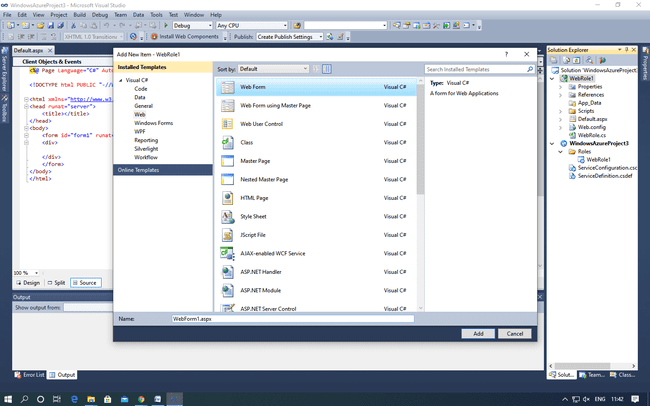 WindowsAzureProject3 - Microsoft Visual Studio
File Edit View Project Build Debug Team Data Tools Test Window Help
Debug Any CPU
XHTML 1.0 Transitional Install Web Components Publish: Create Publish Settings
Server Explorer
Toolbox
Default.aspx
Client Objects & Events
<%@ Page Language="C#" Auto
<!DOCTYPE html PUBLIC "-//
<html xmlns="http://www.w3
<head runat="server">
<title></title>
</head>
<body>
<form id="form1" runat=
<div>
</div>
</form>
</body>
</html>
100 %
Design Split Source
Output
Show output from:
Error List Output
Add New Item - WebRole1
Installed Templates
Visual C#
Code
Data
General
Web
Windows Forms
WPF
Reporting
Silverlight
Workflow
Online Templates
Sort by: Default
Search Installed Templates
Web Form Visual C#
Web Form using Master Page Visual C#
Web User Control Visual C#
Class Visual C#
Master Page Visual C#
Nested Master Page Visual C#
HTML Page Visual C#
Style Sheet Visual C#
JScript File Visual C#
AJAX-enabled WCF Service Visual C#
ASP.NET Handler Visual C#
ASP.NET Module Visual C#
ASP.NET Server Control Visual C#
Type: Visual C#
A form for Web Applications
Name: WebForm1.aspx
Add Cancel
Solution Explorer
Solution 'WindowsAzureProject3
WebRole1
Properties
References
App_Data
Scripts
Default.aspx
Web.config
WebRole.cs
WindowsAzureProject3
Roles
WebRole1
ServiceConfiguration.csc
ServiceDefinition.csdef
Solut... Team... Class...
Properties
ENG 11:42